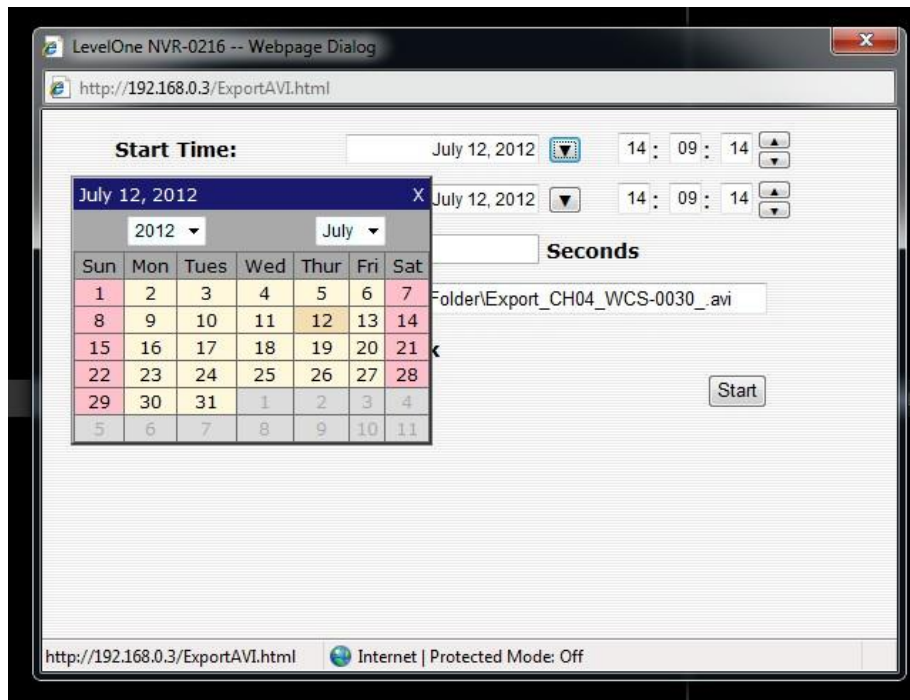 LevelOne NVR-0216 -- Webpage Dialog
X
http://192.168.0.3/ExportAVI.html
Start Time: July 12, 2012 ▼ 14 : 09 : 14
July 12, 2012 X
July 12, 2012 ▼ 14 : 09 : 14
2012 July
Seconds
Sun Mon Tues Wed Thur Fri Sat
1 2 3 4 5 6 7
Folder\Export_CH04_WCS-0030_.avi
8 9 10 11 12 13 14
15 16 17 18 19 20 21
k
22 23 24 25 26 27 28
Start
29 30 31 1 2 3 4
5 6 7 8 9 10 11
http://192.168.0.3/ExportAVI.html Internet | Protected Mode: Off